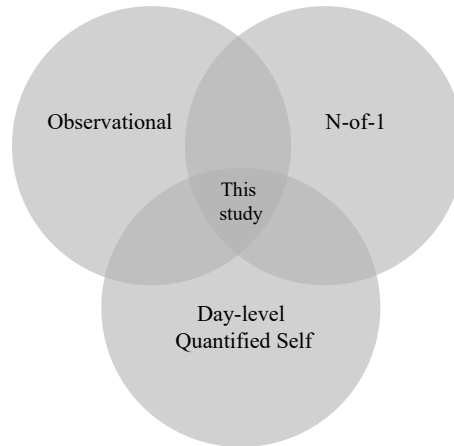 Observational
N-of-1
This
study
Day-level
Quantified Self